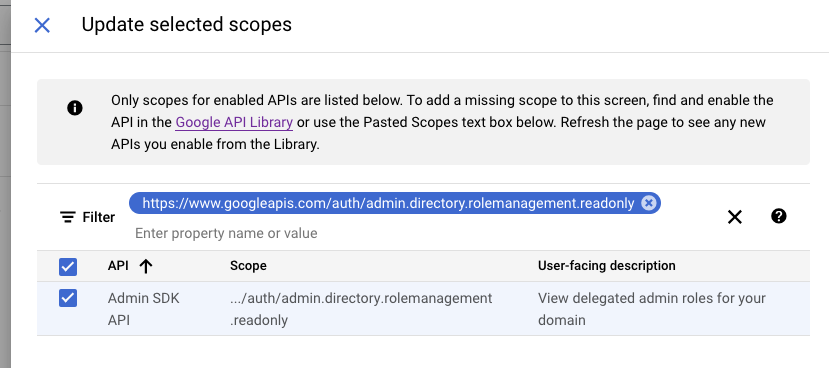 Update selected scopes
Only scopes for enabled APIs are listed below. To add a missing scope to this screen, find and enable the
API in the Google API Library or use the Pasted Scopes text box below. Refresh the page to see any new
APIs you enable from the Library.
Filter
https://www.googleapis.com/auth/admin.directory.rolemanagement.readonly
Enter property name or value
API Scope User-facing description
Admin SDK .../auth/admin.directory.rolemanagement View delegated admin roles for your
API .readonly domain